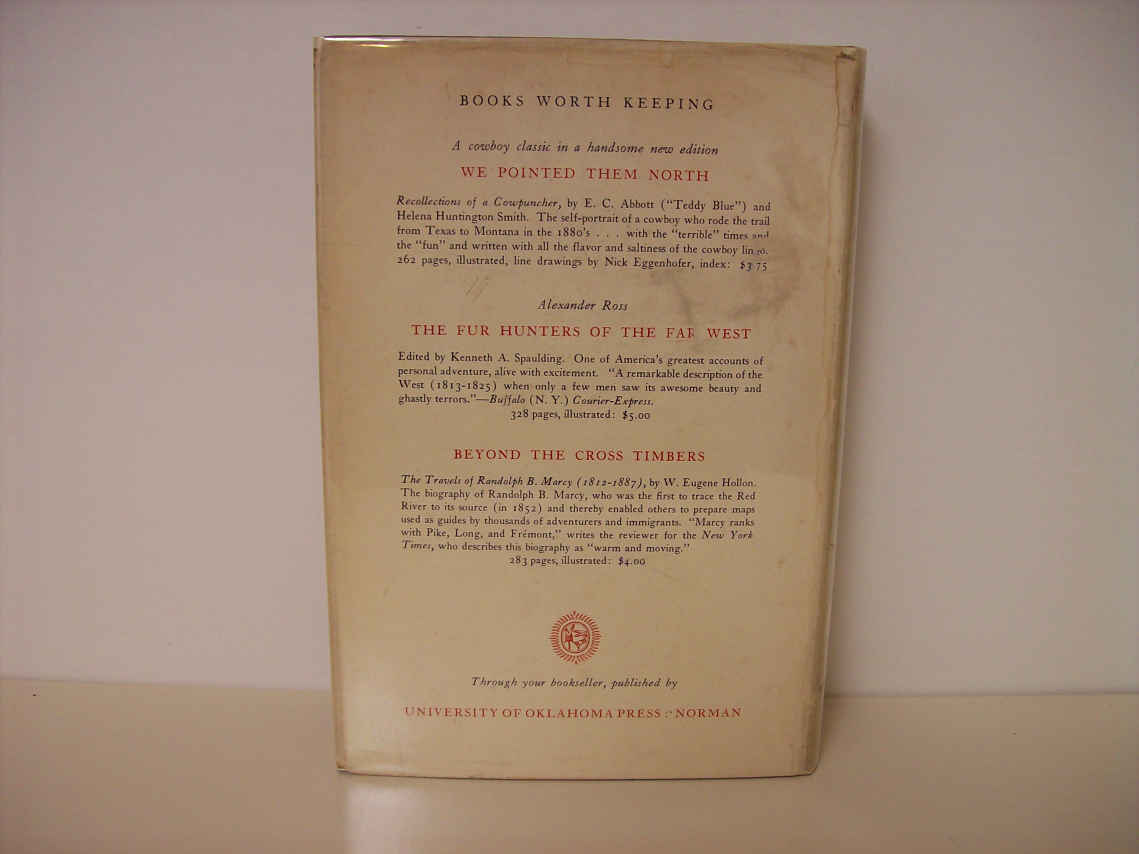 BOOKS WORTH KEEPING
A cowboy classic in a handsome new edition
WE POINTED THEM NORTH
Recollections of a Cowpuncher, by E. C. Abbott ("Teddy Blue") and
Helena Huntington Smith. The self-portrait of a cowboy who rode the trail
from Texas to Montana in the 1880's . . . with the "terrible" times and
the "fun" and written with all the flavor and saltiness of the cowboy lingo.
262 pages, illustrated, line drawings by Nick Eggenhofer, index: $3.75
Alexander Ross
THE FUR HUNTERS OF THE FAR WEST
Edited by Kenneth A. Spaulding. One of America's greatest accounts of
personal adventure, alive with excitement. "A remarkable description of the
West (1813-1825) when only a few men saw its awesome beauty and
ghastly terrors."—Buffalo (N. Y.) Courier-Express.
328 pages, illustrated: $5.00
BEYOND THE CROSS TIMBERS
The Travels of Randolph B. Marcy (1812-1887), by W. Eugene Hollon.
The biography of Randolph B. Marcy, who was the first to trace the Red
River to its source (in 1852) and thereby enabled others to prepare maps
used as guides by thousands of adventurers and immigrants. "Marcy ranks
with Pike, Long, and Frémont," writes the reviewer for the New York
Times, who describes this biography as "warm and moving."
283 pages, illustrated: $4.00
Through your bookseller, published by
UNIVERSITY OF OKLAHOMA PRESS : NORMAN